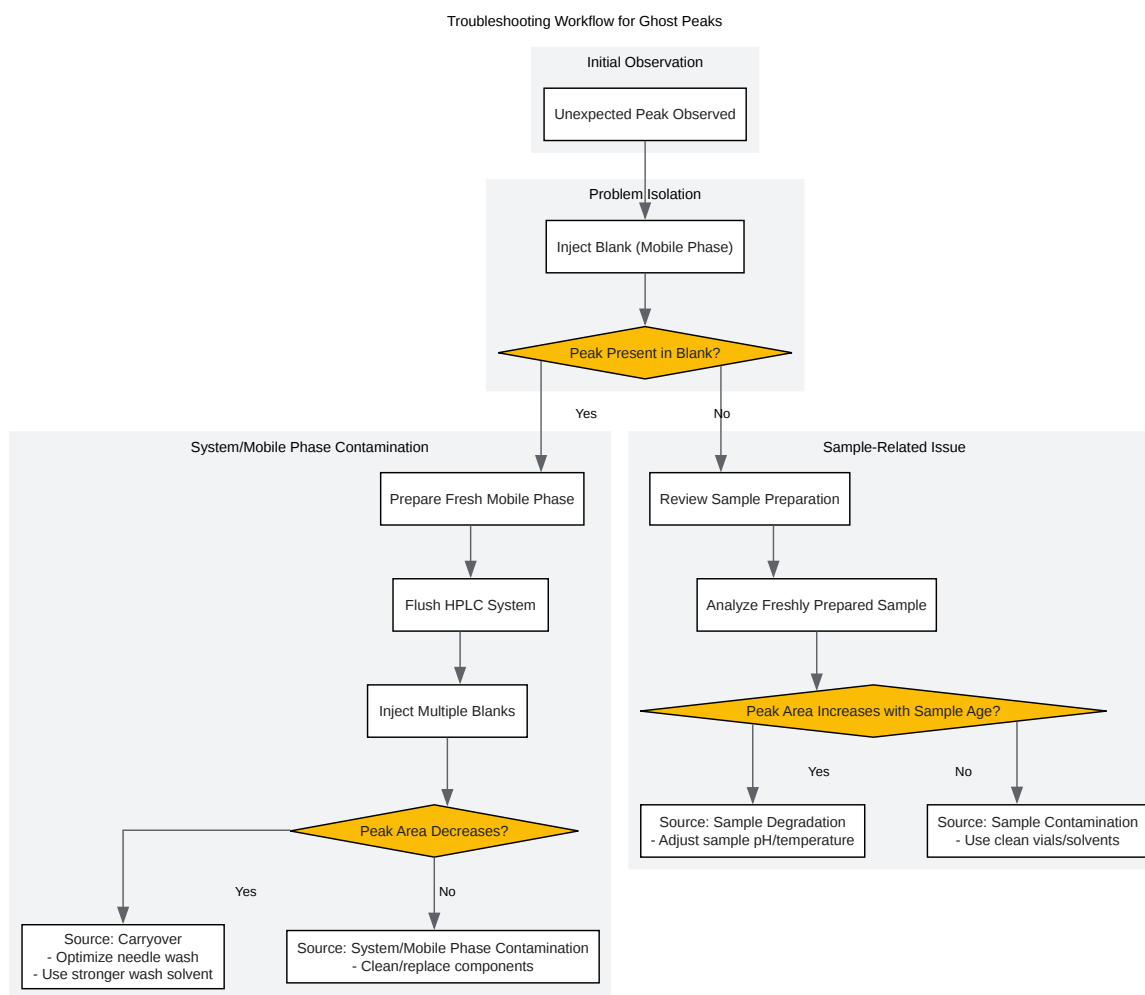 Troubleshooting Workflow for Ghost Peaks
Initial Observation
Unexpected Peak Observed
Problem Isolation
Inject Blank (Mobile Phase)
Peak Present in Blank?
Yes
No
System/Mobile Phase Contamination
Prepare Fresh Mobile Phase
Flush HPLC System
Inject Multiple Blanks
Peak Area Decreases?
Yes
No
Source: Carryover
- Optimize needle wash
- Use stronger wash solvent
Source: System/Mobile Phase Contamination
- Clean/replace components
Sample-Related Issue
Review Sample Preparation
Analyze Freshly Prepared Sample
Peak Area Increases with Sample Age?
Yes
No
Source: Sample Degradation
- Adjust sample pH/temperature
Source: Sample Contamination
- Use clean vials/solvents